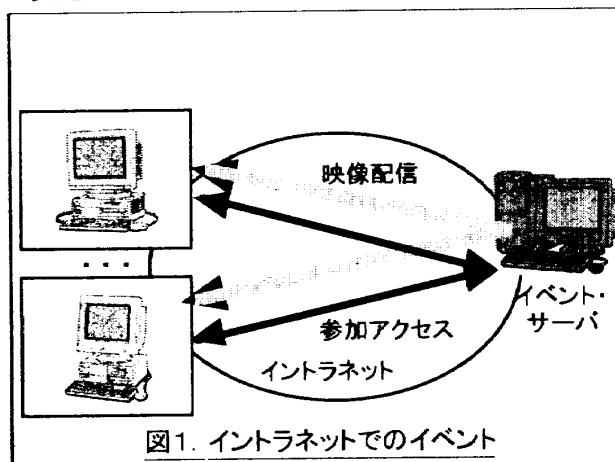 映像配信
・・・
イベント・
サーバ
参加アクセス
イントラネット
図1. イントラネットでのイベント